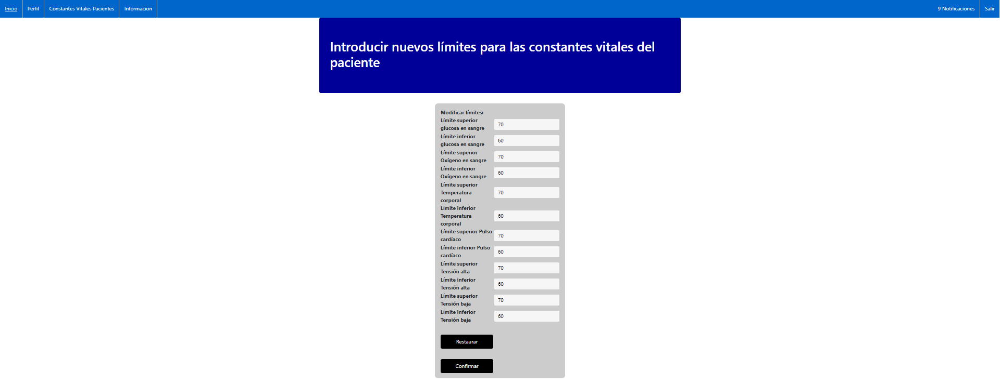 Inicio Perfil Constantes Vitales Pacientes Informacion 9 Notificaciones Salir
Introducir nuevos límites para las constantes vitales del
paciente
Modificar límites:
Límite superior
glucosa en sangre
70
Límite inferior
glucosa en sangre
60
Límite superior
Oxígeno en sangre
70
Límite inferior
Oxígeno en sangre
60
Límite superior
Temperatura
corporal
70
Límite inferior
Temperatura
corporal
60
Límite superior Pulso
cardíaco
70
Límite inferior Pulso
cardíaco
60
Límite superior
Tensión alta
70
Límite inferior
Tensión alta
60
Límite superior
Tensión baja
70
Límite inferior
Tensión baja
60
Restaurar
Confirmar